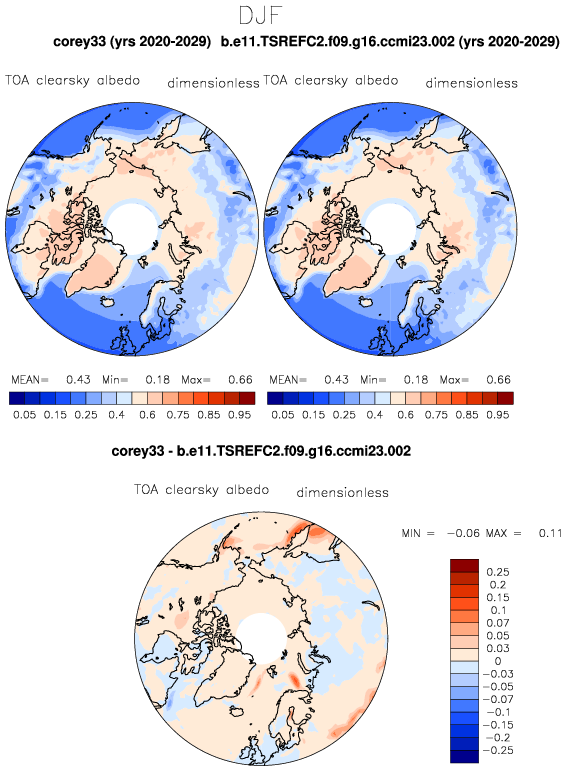 DJF
corey33 (yrs 2020-2029) b.e11.TSREFC2.f09.g16.ccmi23.002 (yrs 2020-2029)
TOA clearsky albedo dimensionless TOA clearsky albedo dimensionless
MEAN= 0.43 Min= 0.18 Max= 0.66 MEAN= 0.43 Min= 0.18 Max= 0.66
0.05 0.15 0.25 0.4 0.6 0.75 0.85 0.95 0.05 0.15 0.25 0.4 0.6 0.75 0.85 0.95
corey33 - b.e11.TSREFC2.f09.g16.ccmi23.002
TOA clearsky albedo dimensionless
MIN = -0.06 MAX = 0.11
0.25
0.2
0.15
0.1
0.07
0.05
0.03
0
-0.03
-0.05
-0.07
-0.1
-0.15
-0.2
-0.25